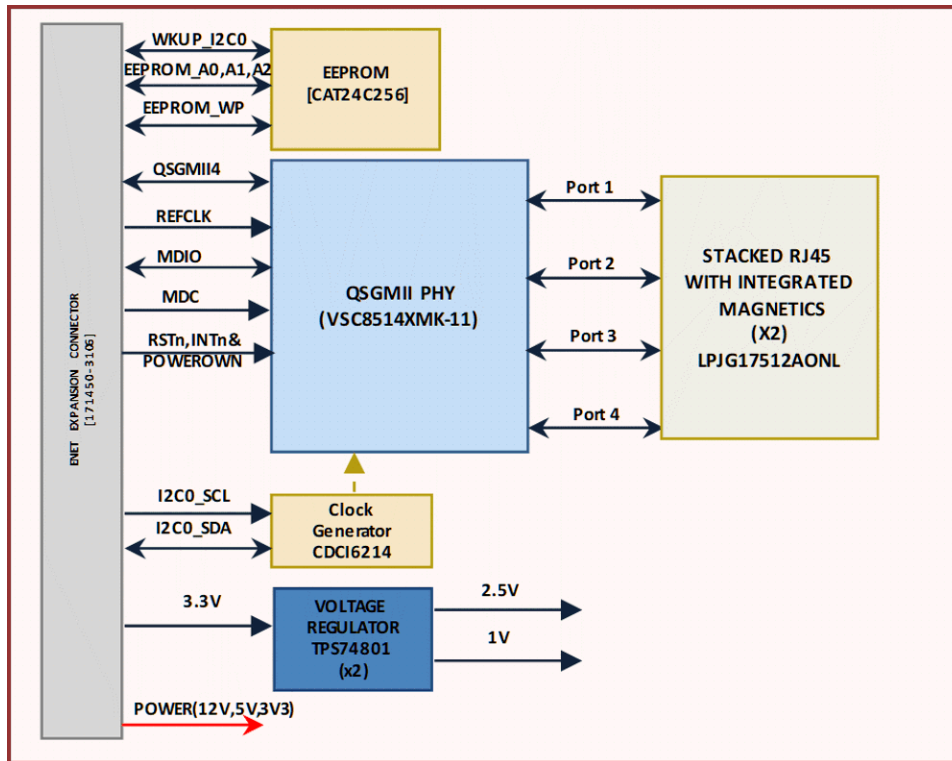 ENET EXPANSION CONNECTOR
[171450-3106]
WKUP_I2C0
EEPROM_A0,A1,A2
EEPROM_WP
EEPROM
[CAT24C256]
QSGMII4
REFCLK
MDIO
MDC
RSTn,INTn&
POWEROWN
QSGMII PHY
(VSC8514XMK-11)
Port 1
Port 2
Port 3
Port 4
STACKED RJ45
WITH INTEGRATED
MAGNETICS
(X2)
LPJG17512AONL
I2C0_SCL
I2C0_SDA
Clock
Generator
CDCI6214
3.3V
VOLTAGE
REGULATOR
TPS74801
(x2)
2.5V
1V
POWER(12V,5V,3V3)